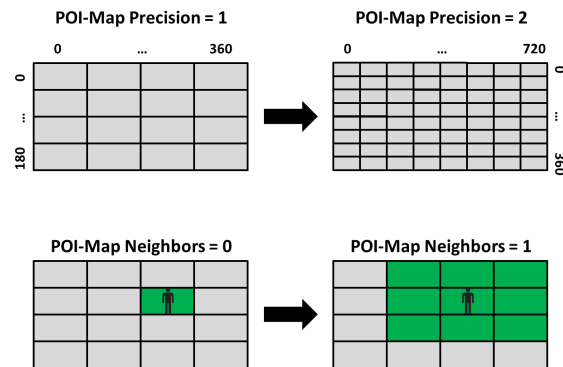 POI-Map Precision = 1
0 ... 360
0
...
180
POI-Map Precision = 2
0 ... 720
0
...
360
POI-Map Neighbors = 0
POI-Map Neighbors = 1